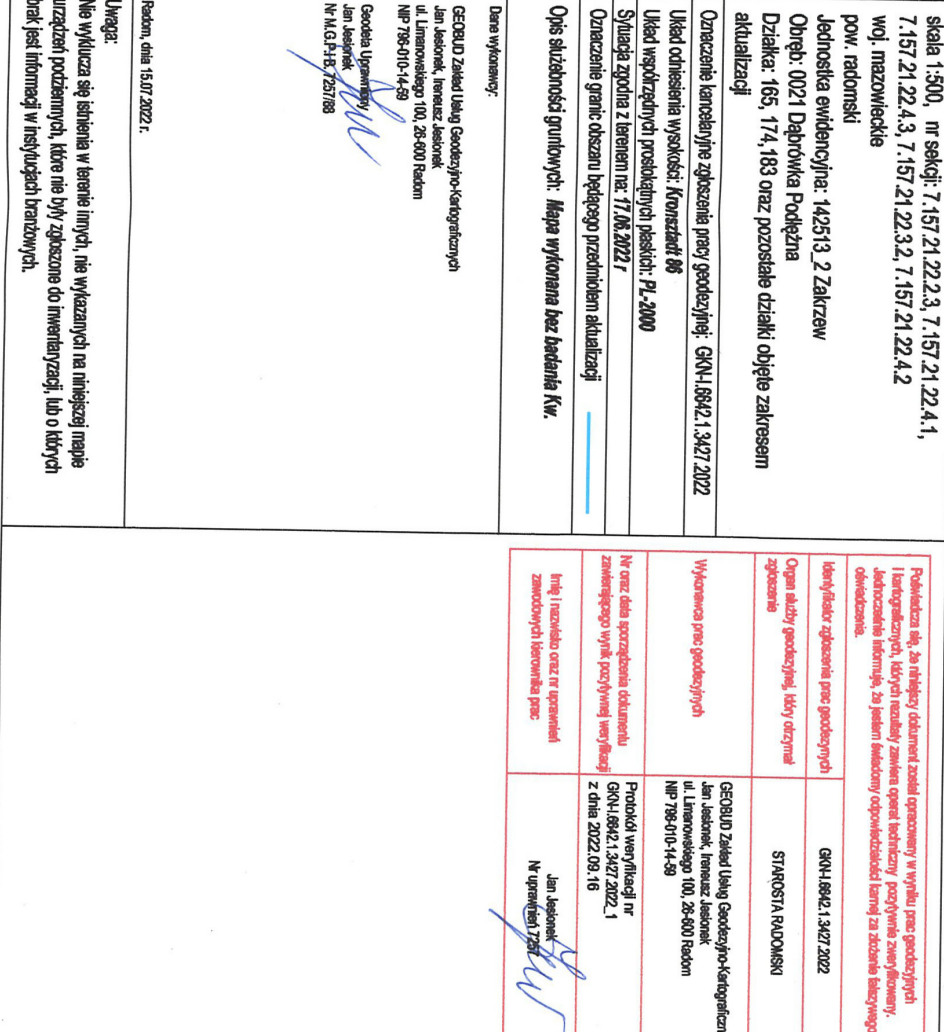 skala 1:500, nr sekcji: 7.157.21.22.2.3, 7.157.21.22.4.1,
7.157.21.22.4.3, 7.157.21.22.3.2, 7.157.21.22.4.2
woj. mazowieckie
pow. radomski
Jednostka ewidencyjna: 142513_2 Zakrzew
Obręb: 0021 Dąbrówka Podłężna
Działka: 165, 174,183 oraz pozostałe działki objęte zakresem
aktualizacji
Oznaczenie kancelaryjne zgłoszenia pracy geodezyjnej: GKN-I.6642.1.3427.2022
Układ odniesienia wysokości: Kronsztadt 86
Układ współrzędnych prostokątnych płaskich: PL-2000
Sytuacja zgodna z terenem na: 17.06.2022 r
Oznaczenie granic obszaru będącego przedmiotem aktualizacji
Opis służebności gruntowych: Mapa wykonana bez badania Kw.
Dane wykonawcy:
GEOBUD Zakład Usług Geodezyjno-Kartograficznych
Jan Jesionek, Ireneusz Jesionek
ul. Limanowskiego 100, 26-600 Radom
NIP 796-010-14-59
Geodeta Uprawniony
Jan Jesionek
Nr M.G.P.I-B. 7257/88
Radom, dnia 15.07.2022 r.
Uwaga:
Nie wyklucza się istnienia w terenie innych, nie wykazanych na niniejszej mapie
urządzeń podziemnych, które nie były zgłoszone do inwentaryzacji, lub o których
brak jest informacji w instytucjach branżowych.
Poświadcza się, że niniejszy dokument został opracowany w wyniku prac geodezyjnych
i kartograficznych, których rezultaty zawiera operat techniczny pozytywnie zweryfikowany.
Jednocześnie informuję, że jestem świadomy odpowiedzialności karnej za złożenie fałszywego
oświadczenia.
Identyfikator zgłoszenia prac geodezyjnych
GKN-I.6642.1.3427.2022
Organ służby geodezyjnej, który otrzymał
zgłoszenie
STAROSTA RADOMSKI
Wykonawca prac geodezyjnych
GEOBUD Zakład Usług Geodezyjno-Kartograficzn
Jan Jesionek, Ireneusz Jesionek
ul. Limanowskiego 100, 26-600 Radom
NIP 796-010-14-59
Nr oraz data sporządzenia dokumentu
zawierającego wynik pozytywnej weryfikacji
Protokół weryfikacji nr
GKN-I.6642.1.3427.2022_1
z dnia 2022.09.16
Imię i nazwisko oraz nr uprawnień
zawodowych kierownika prac
Jan Jesionek
Nr uprawnień 7257